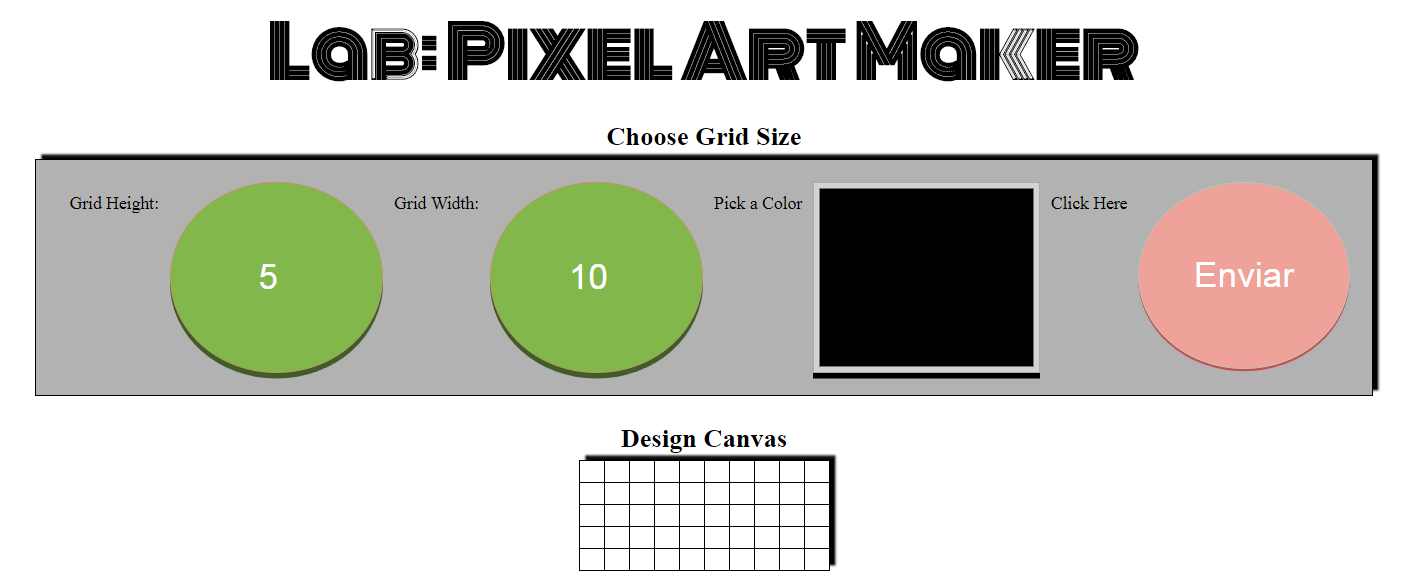 Lab: Pixel Art Maker
Choose Grid Size
Grid Height: 5 Grid Width: 10 Pick a Color Click Here Enviar
Design Canvas